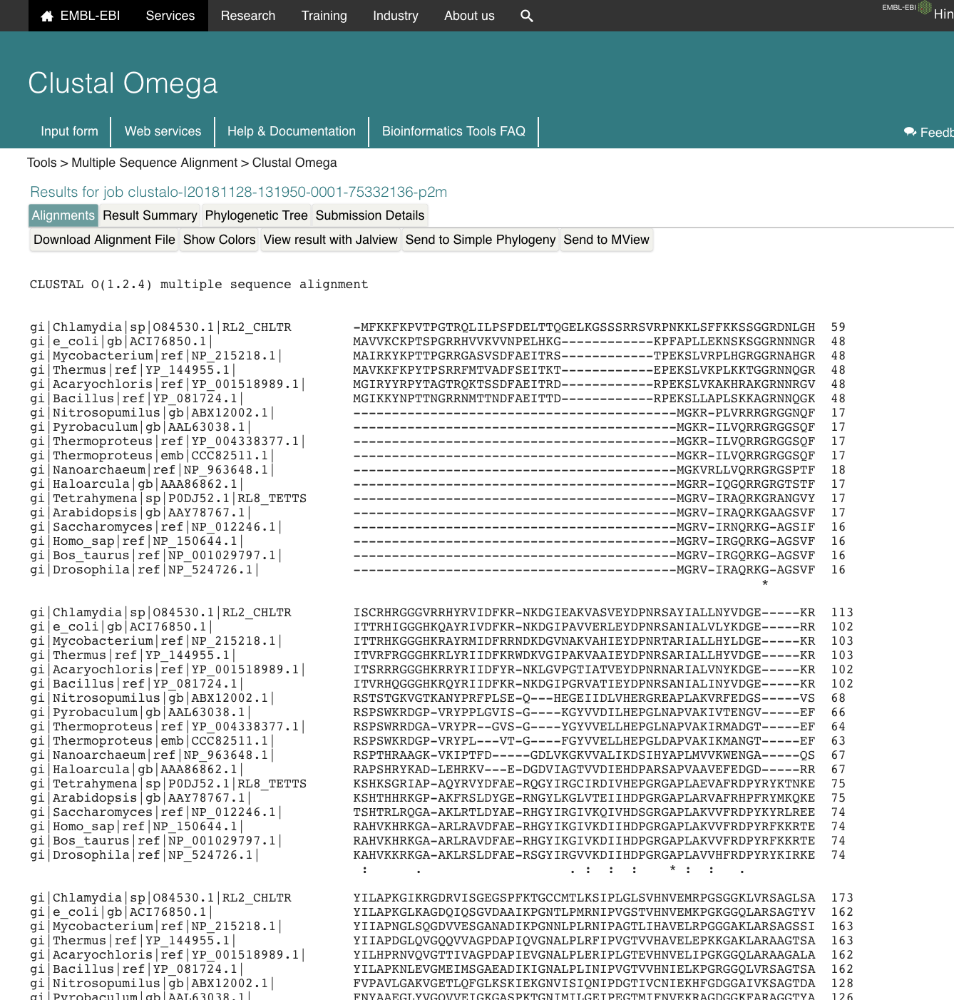 EMBL-EBI Services Research Training Industry About us EMBL-EBI Hin
Clustal Omega
Input form Web services Help & Documentation Bioinformatics Tools FAQ Feedb
Tools > Multiple Sequence Alignment > Clustal Omega
Results for job clustalo-I20181128-131950-0001-75332136-p2m
Alignments Result Summary Phylogenetic Tree Submission Details
Download Alignment File Show Colors View result with Jalview Send to Simple Phylogeny Send to MView
CLUSTAL O(1.2.4) multiple sequence alignment
gi|Chlamydia|sp|O84530.1|RL2_CHLTR -MFKKFKPVTPGTRQLILPSFDELTTQGELKGSSSRRSVRPNKKLSFFKKSSGGRDNLGH 59
gi|e_coli|gb|ACI76850.1| MAVVKCKPTSPGRRHVVKVVNPELHKG------------KPFAPLLEKNSKSGGRNNNGR 48
gi|Mycobacterium|ref|NP_215218.1| MAIRKYKPTTPGRRGASVSDFAEITRS------------TPEKSLVRPLHGRGGRNAHGR 48
gi|Thermus|ref|YP_144955.1| MAVKKFKPYTPSRRFMTVADFSEITKT------------EPEKSLVKPLKKTGGRNNQGR 48
gi|Acaryochloris|ref|YP_001518989.1| MGIRYYRPYTAGTRQKTSSDFAEITRD------------RPEKSLVKAKHRAKGRNNRGV 48
gi|Bacillus|ref|YP_081724.1| MGIKKYNPTTNGRRNMTTNDFAEITTD------------RPEKSLLAPLSKKAGRNNQGK 48
gi|Nitrosopumilus|gb|ABX12002.1| ------------------------------------------MGKR-PLVRRRGRGGNQF 17
gi|Pyrobaculum|gb|AAL63038.1| ------------------------------------------MGKR-ILVQRRGRGGSQF 17
gi|Thermoproteus|ref|YP_004338377.1| ------------------------------------------MGKR-ILVQRRGRGGSQF 17
gi|Thermoproteus|emb|CCC82511.1| ------------------------------------------MGKR-ILVQRRGRGGSQF 17
gi|Nanoarchaeum|ref|NP_963648.1| ------------------------------------------MGKVRLLVQRRGRGSPTF 18
gi|Haloarcula|gb|AAA86862.1| ------------------------------------------MGRR-IQGQRRGRGTSTF 17
gi|Tetrahymena|sp|P0DJ52.1|RL8_TETTS ------------------------------------------MGRV-IRAQRKGRANGVY 17
gi|Arabidopsis|gb|AAY78767.1| ------------------------------------------MGRV-IRAQRKGAAGSVF 17
gi|Saccharomyces|ref|NP_012246.1| ------------------------------------------MGRV-IRNQRKG-AGSIF 16
gi|Homo_sap|ref|NP_150644.1| ------------------------------------------MGRV-IRGQRKG-AGSVF 16
gi|Bos_taurus|ref|NP_001029797.1| ------------------------------------------MGRV-IRGQRKG-AGSVF 16
gi|Drosophila|ref|NP_524726.1| ------------------------------------------MGRV-IRAQRKG-AGSVF 16
*
gi|Chlamydia|sp|O84530.1|RL2_CHLTR ISCRHRGGGVRRHYRVIDFKR-NKDGIEAKVASVEYDPNRSAYIALLNYVDGE-----KR 113
gi|e_coli|gb|ACI76850.1| ITTRHIGGGHKQAYRIVDFKR-NKDGIPAVVERLEYDPNRSANIALVLYKDGE-----RR 102
gi|Mycobacterium|ref|NP_215218.1| ITTRHKGGGHKRAYRMIDFRRNDKDGVNAKVAHIEYDPNRTARIALLHYLDGE-----KR 103
gi|Thermus|ref|YP_144955.1| ITVRFRGGGHKRLYRIIDFKRWDKVGIPAKVAAIEYDPNRSARIALLHYVDGE-----KR 103
gi|Acaryochloris|ref|YP_001518989.1| ITSRRRGGGHKRRYRIIDFYR-NKLGVPGTIATVEYDPNRNARIALVNYKDGE-----KR 102
gi|Bacillus|ref|YP_081724.1| ITVRHQGGGHKRQYRIIDFKR-NKDGIPGRVATIEYDPNRSANIALINYVDGE-----KR 102
gi|Nitrosopumilus|gb|ABX12002.1| RSTSTGKVGTKANYPRFPLSE-Q---HEGEIIDLVHERGREAPLAKVRFEDGS-----VS 68
gi|Pyrobaculum|gb|AAL63038.1| RSPSWKRDGP-VRYPPLGVIS-G----KGYVVDILHEPGLNAPVAKIVTENGV-----EF 66
gi|Thermoproteus|ref|YP_004338377.1| RSPSWRRDGA-VRYPR--GVS-G----YGYVVELLHEPGLNAPVAKIRMADGT-----EF 64
gi|Thermoproteus|emb|CCC82511.1| RSPSWKRDGP-VRYPL---VT-G----FGYVVELLHEPGLDAPVAKIKMANGT-----EF 63
gi|Nanoarchaeum|ref|NP_963648.1| RSPTHRAAGK-VKIPTFD-----GDLVKGKVVALIKDSIHYAPLMVVKWENGA-----QS 67
gi|Haloarcula|gb|AAA86862.1| RAPSHRYKAD-LEHRKV---E-DGDVIAGTVVDIEHDPARSAPVAAVEFEDGD-----RR 67
gi|Tetrahymena|sp|P0DJ52.1|RL8_TETTS KSHKSGRIAP-AQYRVYDFAE-RQGYIRGCIRDIVHEPGRGAPLAEVAFRDPYRYKTNKE 75
gi|Arabidopsis|gb|AAY78767.1| KSHTHHRKGP-AKFRSLDYGE-RNGYLKGLVTEIIHDPGRGAPLARVAFRHPFRYMKQKE 75
gi|Saccharomyces|ref|NP_012246.1| TSHTRLRQGA-AKLRTLDYAE-RHGYIRGIVKQIVHDSGRGAPLAKVVFRDPYKYRLREE 74
gi|Homo_sap|ref|NP_150644.1| RAHVKHRKGA-ARLRAVDFAE-RHGYIKGIVKDIIHDPGRGAPLAKVVFRDPYRFKKRTE 74
gi|Bos_taurus|ref|NP_001029797.1| RAHVKHRKGA-ARLRAVDFAE-RHGYIKGIVKDIIHDPGRGAPLAKVVFRDPYRFKKRTE 74
gi|Drosophila|ref|NP_524726.1| KAHVKKRKGA-AKLRSLDFAE-RSGYIRGVVKDIIHDPGRGAPLAVVHFRDPYRYKIRKE 74
: . . : : : * : : .
gi|Chlamydia|sp|O84530.1|RL2_CHLTR YILAPKGIKRGDRVISGEGSPFKTGCCMTLKSIPLGLSVHNVEMRPGSGGKLVRSAGLSA 173
gi|e_coli|gb|ACI76850.1| YILAPKGLKAGDQIQSGVDAAIKPGNTLPMRNIPVGSTVHNVEMKPGKGGQLARSAGTYV 162
gi|Mycobacterium|ref|NP_215218.1| YIIAPNGLSQGDVVESGANADIKPGNNLPLRNIPAGTLIHAVELRPGGGAKLARSAGSSI 163
gi|Thermus|ref|YP_144955.1| YIIAPDGLQVGQQVVAGPDAPIQVGNALPLRFIPVGTVVHAVELEPKKGAKLARAAGTSA 163
gi|Acaryochloris|ref|YP_001518989.1| YILHPRNVQVGTTIVAGPDAPIEVGNALPLERIPLGTEVHNVELIPGKGGQLARAAGALA 162
gi|Bacillus|ref|YP_081724.1| YILAPKNLEVGMEIMSGAEADIKIGNALPLINIPVGTVVHNIELKPGRGGQLVRSAGTSA 162
gi|Nitrosopumilus|gb|ABX12002.1| FVPAVLGAKVGETLQFGLKSKIEKGNVISIQNIPDGTIVCNIEKHFGDGGAIVKSAGTDA 128
gi|Pyrobaculum|gb|AAL63038.1| FNYAAEGLYVGQVVEIGKGASPKTGNIMILGEIPEGTMIFNVEKRAGDGGKFARAGGTYA 126